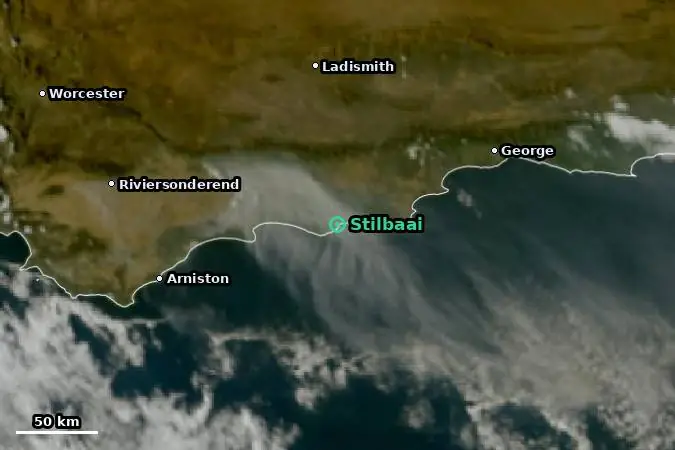 Ladismith
Worcester
George
Riviersonderend
Stilbaai
Arniston
50 km